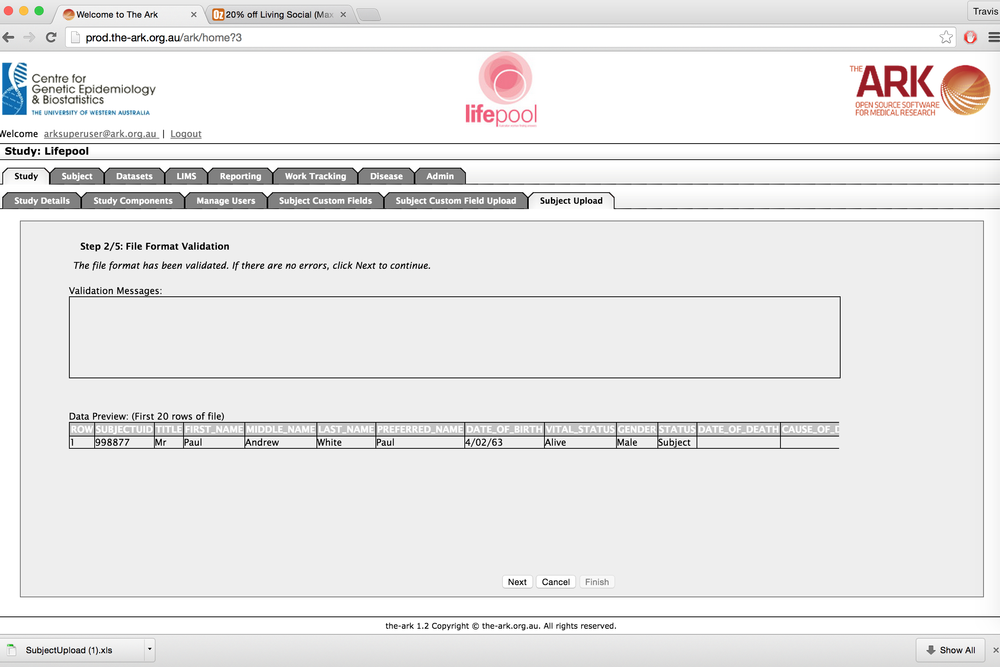 Welcome to The Ark
20% off Living Social (Max
Travis
prod.the-ark.org.au/ark/home?3
Centre for
Genetic Epidemiology
& Biostatistics
THE UNIVERSITY OF WESTERN AUSTRALIA
lifepool
Australian women finding answers
THE ARK
OPEN SOURCE SOFTWARE
FOR MEDICAL RESEARCH
Welcome arksuperuser@ark.org.au | Logout
Study: Lifepool
Study Subject Datasets LIMS Reporting Work Tracking Disease Admin
Study Details Study Components Manage Users Subject Custom Fields Subject Custom Field Upload Subject Upload
Step 2/5: File Format Validation
The file format has been validated. If there are no errors, click Next to continue.
Validation Messages:
Data Preview: (First 20 rows of file)
ROW SUBJECTUID TITLE FIRST_NAME MIDDLE_NAME LAST_NAME PREFERRED_NAME DATE_OF_BIRTH VITAL_STATUS GENDER STATUS DATE_OF_DEATH CAUSE_OF_D
1 998877 Mr Paul Andrew White Paul 4/02/63 Alive Male Subject
Next Cancel Finish
the-ark 1.2 Copyright © the-ark.org.au. All rights reserved.
SubjectUpload (1).xls
Show All